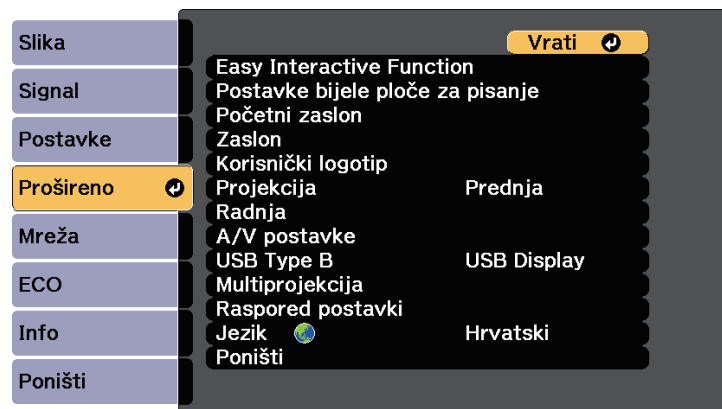 Slika
Signal
Postavke
Prošireno
Mreža
ECO
Info
Poništi
Vrati
Easy Interactive Function
Postavke bijele ploče za pisanje
Početni zaslon
Zaslon
Korisnički logotip
Projekcija Prednja
Radnja
A/V postavke
USB Type B USB Display
Multiprojekcija
Raspored postavki
Jezik Hrvatski
Poništi